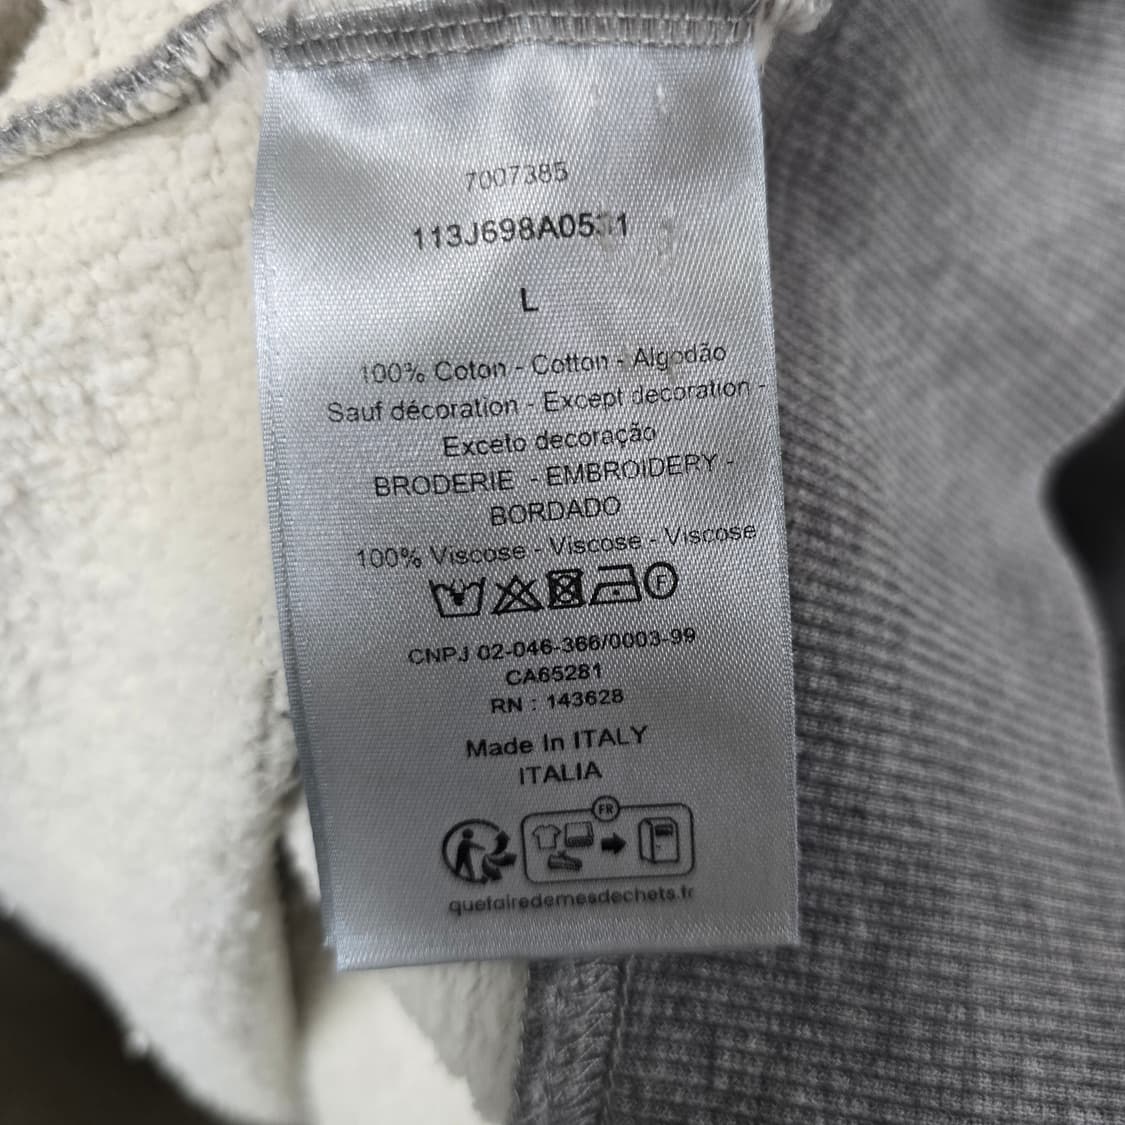 7007385
L
100% Coton - Cotton - Algodão
Sauf décoration - Except decoration -
Exceto decoração
BRODERIE - EMBROIDERY -
BORDADO
100% Viscose - Viscose - Viscose
F
CNPJ 02-046-366/0003-99
CA65281
RN : 143628
Made In ITALY
ITALIA
FR
quefairedemesdechets.fr